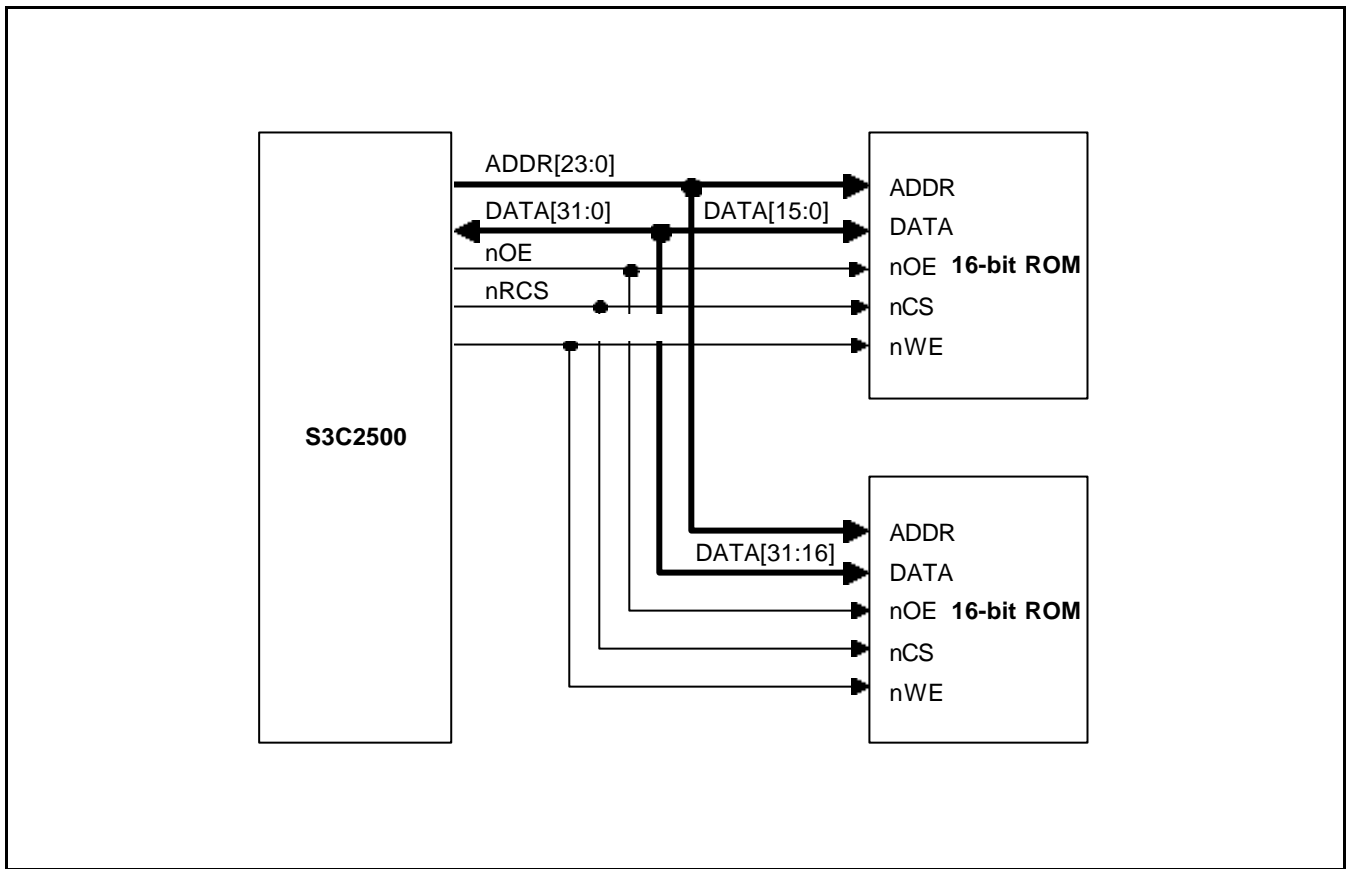 ADDR[23:0]
DATA[31:0] DATA[15:0]
nOE
nRCS
S3C2500
ADDR
DATA
nOE 16-bit ROM
nCS
nWE
DATA[31:16]
ADDR
DATA
nOE 16-bit ROM
nCS
nWE